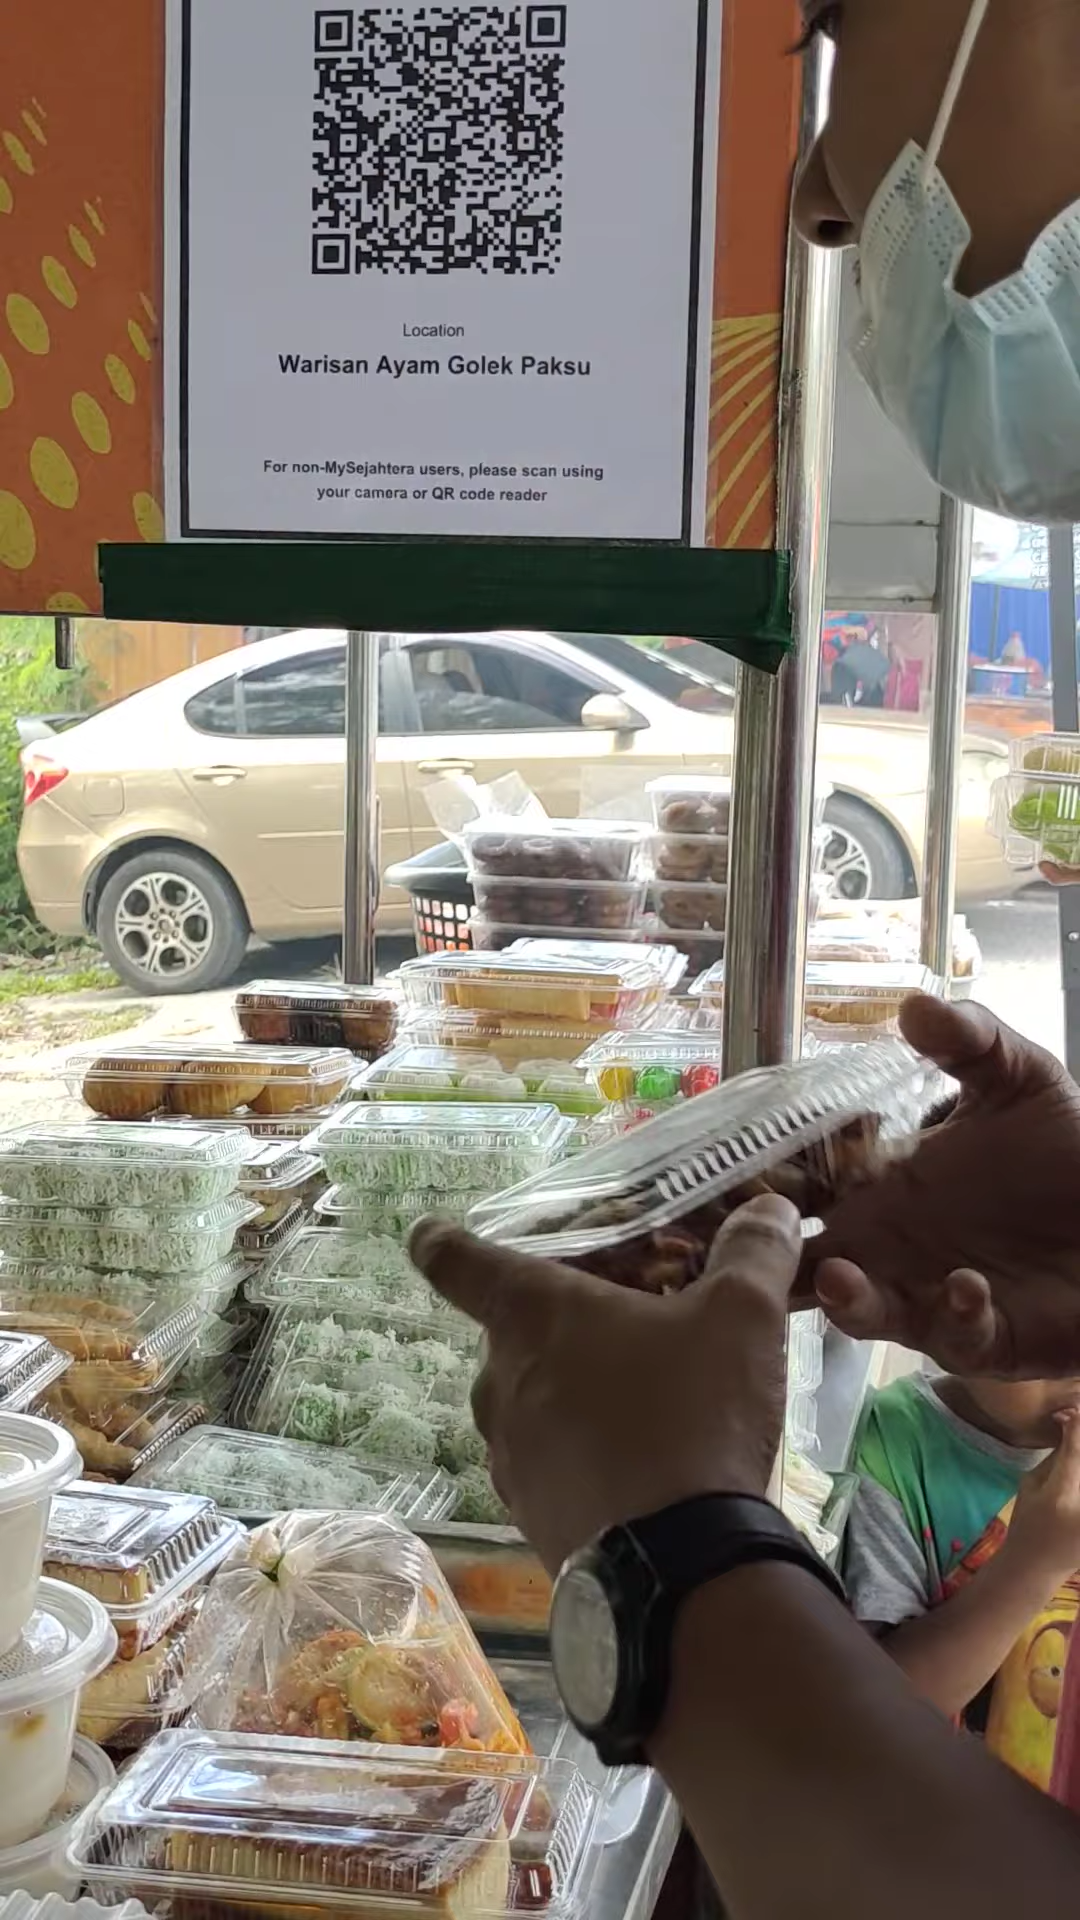 Location
Warisan Ayam Golek Paksu
For non-MySejahtera users, please scan using
your camera or QR code reader